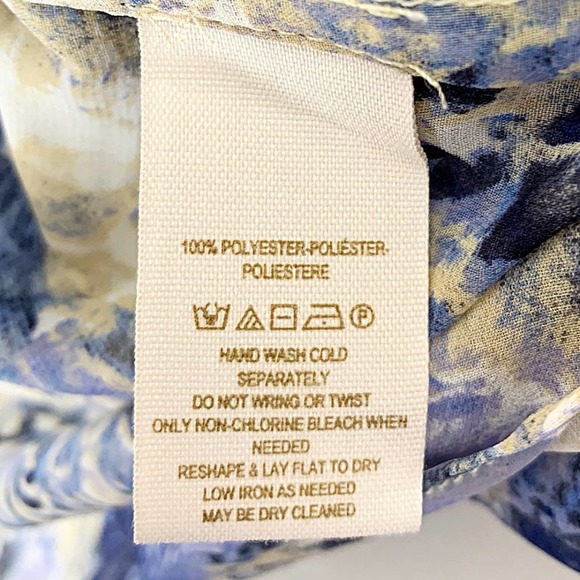 100% POLYESTER-POLIÉSTER-
POLIESTERE
P
HAND WASH COLD
SEPARATELY
DO NOT WRING OR TWIST
ONLY NON-CHLORINE BLEACH WHEN
NEEDED
RESHAPE & LAY FLAT TO DRY
LOW IRON AS NEEDED
MAY BE DRY CLEANED